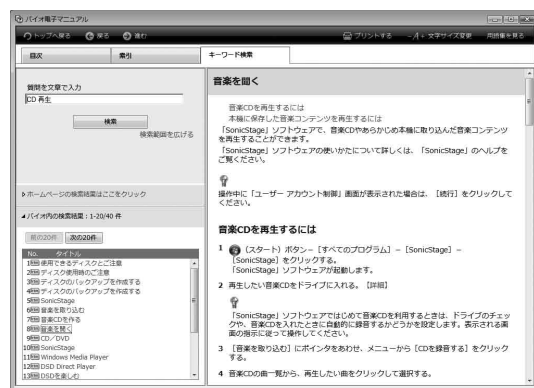 バイオ電子マニュアル
トップへ戻る 戻る 進む プリントする -A+ 文字サイズ変更 用語集を見る
目次 索引 キーワード検索
質問を文章で入力
CD 再生
検索
検索範囲を広げる
ホームページの検索結果はここをクリック
バイオ内の検索結果：1-20/40 件
前の20件 次の20件
No. タイトル
1 使用できるディスクとご注意
2 ディスク使用時のご注意
3 ディスクのバックアップを作成する
4 ディスクのバックアップを作成する
5 SonicStage
6 音楽を取り込む
7 音楽CDを作る
8 音楽を聞く
9 CD／DVD
10 SonicStage
11 Windows Media Player
12 DSD Direct Player
13 DSDを楽しむ
音楽を聞く
音楽CDを再生するには
本機に保存した音楽コンテンツを再生するには
「SonicStage」ソフトウェアで、音楽CDやあらかじめ本機に取り込んだ音楽コンテンツ
を再生することができます。
「SonicStage」ソフトウェアの使いかたについて詳しくは、「SonicStage」のヘルプを
ご覧ください。
操作中に「ユーザー アカウント制御」画面が表示された場合は、［続行］をクリックして
ください。
音楽CDを再生するには
1 （スタート）ボタン－［すべてのプログラム］－［SonicStage］－
［SonicStage］をクリックする。
「SonicStage」ソフトウェアが起動します。
2 再生したい音楽CDをドライブに入れる。［詳細］
「SonicStage」ソフトウェアではじめて音楽CDを利用するときは、ドライブのチェッ
クや、音楽CDを入れたときに自動的に録音するかどうかを設定します。表示される画
面の指示に従って操作してください。
3 ［音楽を取り込む］にポインタをあわせ、メニューから［CDを録音する］をクリック
する。
4 音楽CDの曲一覧から、再生したい曲をクリックして選択する。